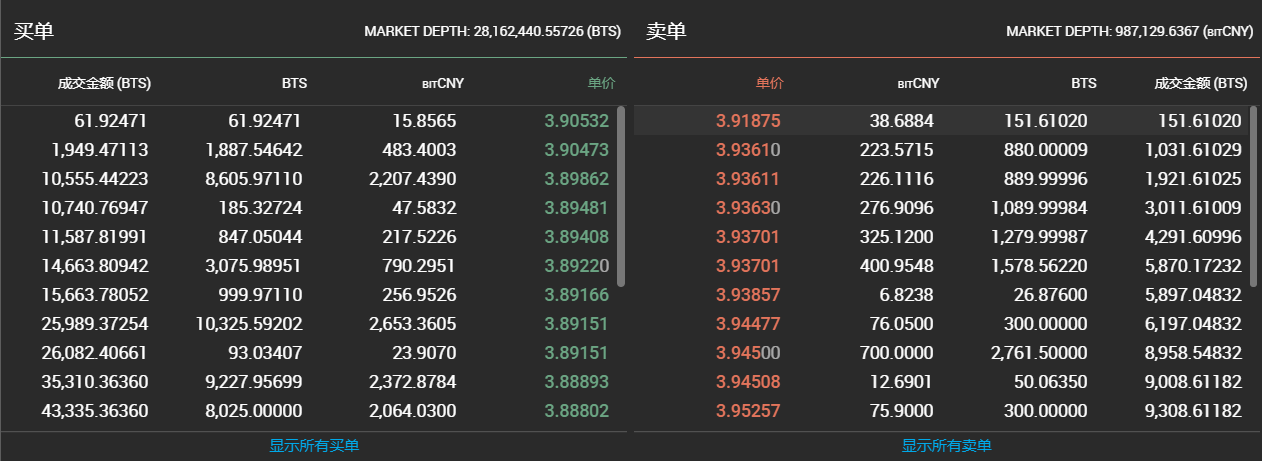 买单 MARKET DEPTH: 28,162,440.55726 (BTS)
成交金额 (BTS) BTS BITCNY 单价
61.92471 61.92471 15.8565 3.90532
1,949.47113 1,887.54642 483.4003 3.90473
10,555.44223 8,605.97110 2,207.4390 3.89862
10,740.76947 185.32724 47.5832 3.89481
11,587.81991 847.05044 217.5226 3.89408
14,663.80942 3,075.98951 790.2951 3.89220
15,663.78052 999.97110 256.9526 3.89166
25,989.37254 10,325.59202 2,653.3605 3.89151
26,082.40661 93.03407 23.9070 3.89151
35,310.36360 9,227.95699 2,372.8784 3.88893
43,335.36360 8,025.00000 2,064.0300 3.88802
显示所有买单
卖单 MARKET DEPTH: 987,129.6367 (BITCNY)
单价 BITCNY BTS 成交金额 (BTS)
3.91875 38.6884 151.61020 151.61020
3.93610 223.5715 880.00009 1,031.61029
3.93611 226.1116 889.99996 1,921.61025
3.93630 276.9096 1,089.99984 3,011.61009
3.93701 325.1200 1,279.99987 4,291.60996
3.93701 400.9548 1,578.56220 5,870.17232
3.93857 6.8238 26.87600 5,897.04832
3.94477 76.0500 300.00000 6,197.04832
3.94500 700.0000 2,761.50000 8,958.54832
3.94508 12.6901 50.06350 9,008.61182
3.95257 75.9000 300.00000 9,308.61182
显示所有卖单